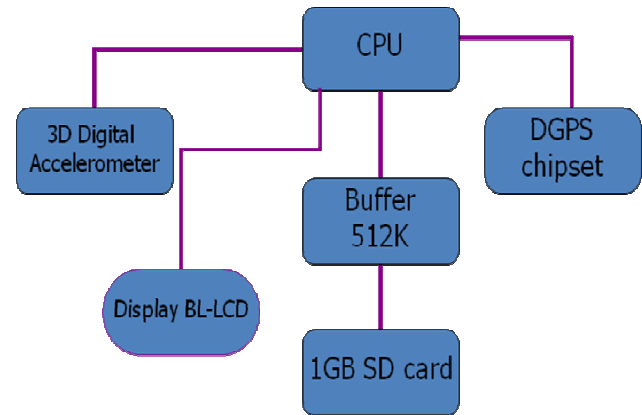 CPU
3D Digital
Accelerometer
DGPS
chipset
Buffer
512K
Display BL-LCD
1GB SD card